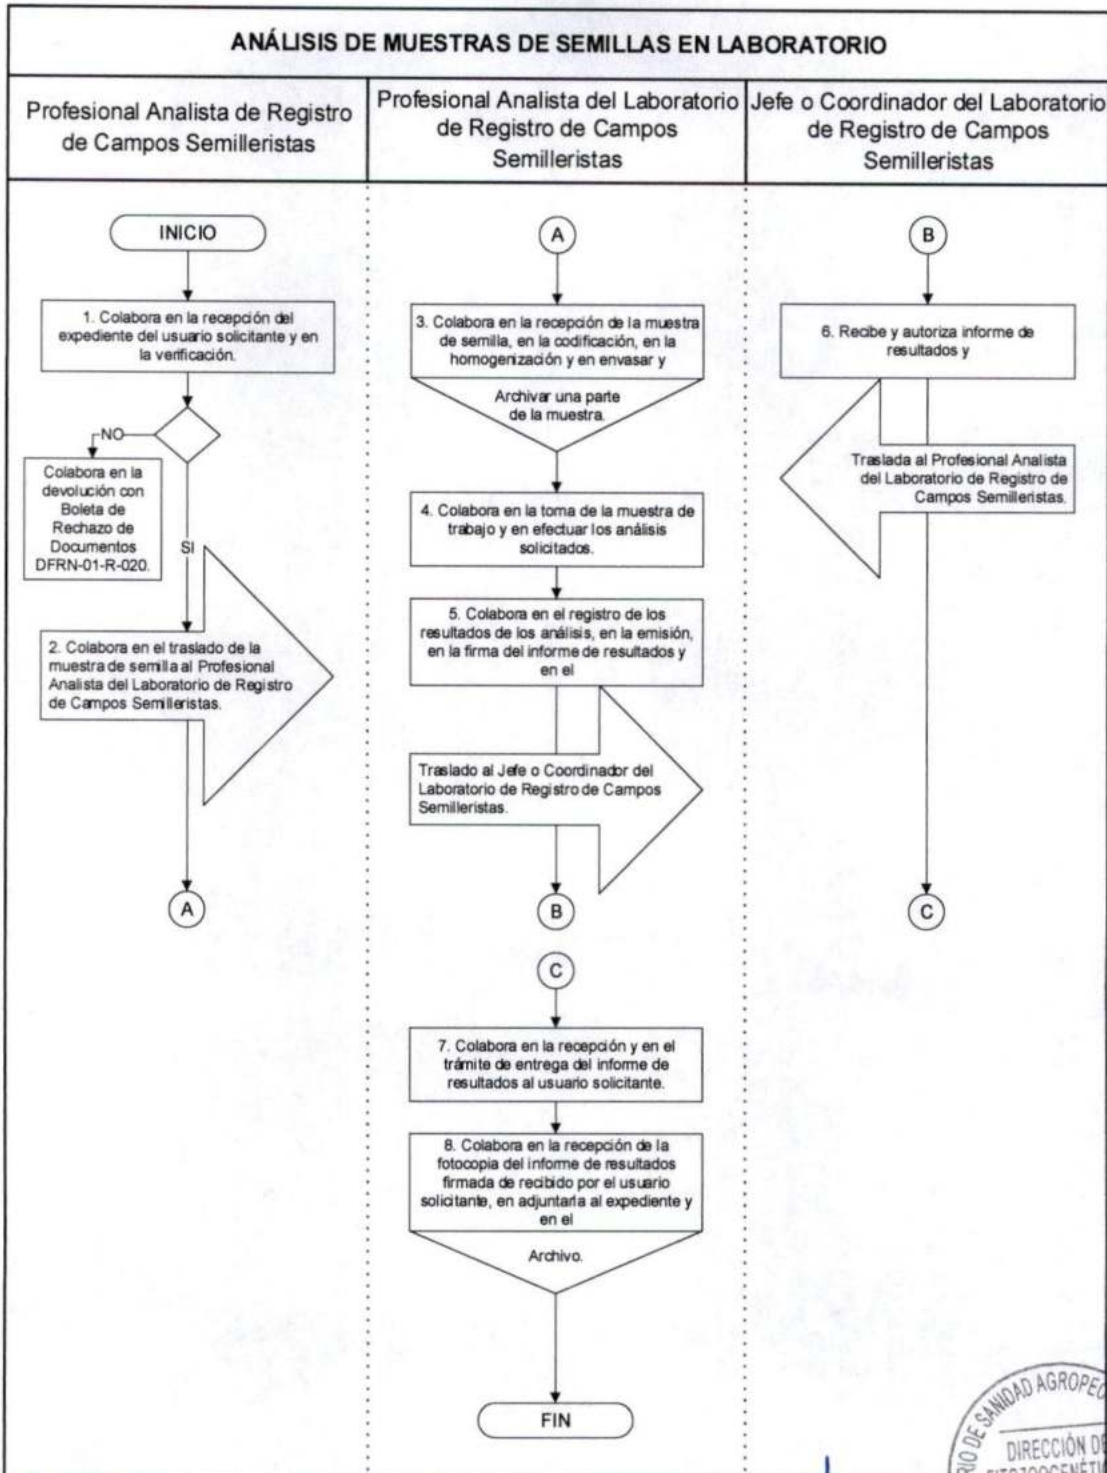 ANÁLISIS DE MUESTRAS DE SEMILLAS EN LABORATORIO
Profesional Analista de Registro
de Campos Semilleristas
Profesional Analista del Laboratorio
de Registro de Campos
Semilleristas
Jefe o Coordinador del Laboratorio
de Registro de Campos
Semilleristas
INICIO
1. Colabora en la recepción del
expediente del usuario solicitante y en
la verificación.
NO
Colabora en la
devolución con
Boleta de
Rechazo de
Documentos
DFRN-01-R-020.
SI
2. Colabora en el traslado de la
muestra de semilla al Profesional
Analista del Laboratorio de Registro
de Campos Semilleristas.
A
A
3. Colabora en la recepción de la muestra
de semilla, en la codificación, en la
homogenización y en envasar y
Archivar una parte
de la muestra.
4. Colabora en la toma de la muestra de
trabajo y en efectuar los análisis
solicitados.
5. Colabora en el registro de los
resultados de los análisis, en la emisión,
en la firma del informe de resultados y
en el
Traslado al Jefe o Coordinador del
Laboratorio de Registro de Campos
Semilleristas.
B
B
6. Recibe y autoriza informe de
resultados y
Traslada al Profesional Analista
del Laboratorio de Registro de
Campos Semilleristas.
C
C
7. Colabora en la recepción y en el
trámite de entrega del informe de
resultados al usuario solicitante.
8. Colabora en la recepción de la
fotocopia del informe de resultados
firmada de recibido por el usuario
solicitante, en adjuntarla al expediente y
en el
Archivo.
FIN
DE SANIDAD
DIRECCIÓN